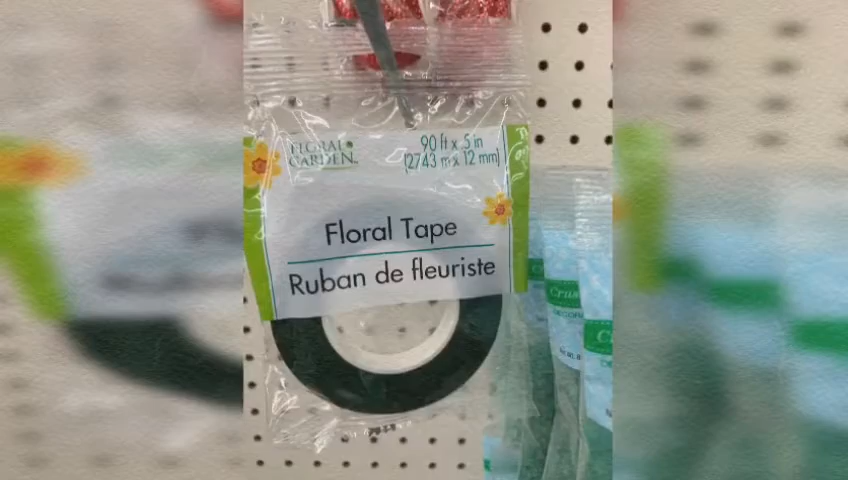 FLORAL
GARDEN
90 ft x .5 in
(27.43 m x 12 mm)
Floral Tape
Ruban de fleuriste